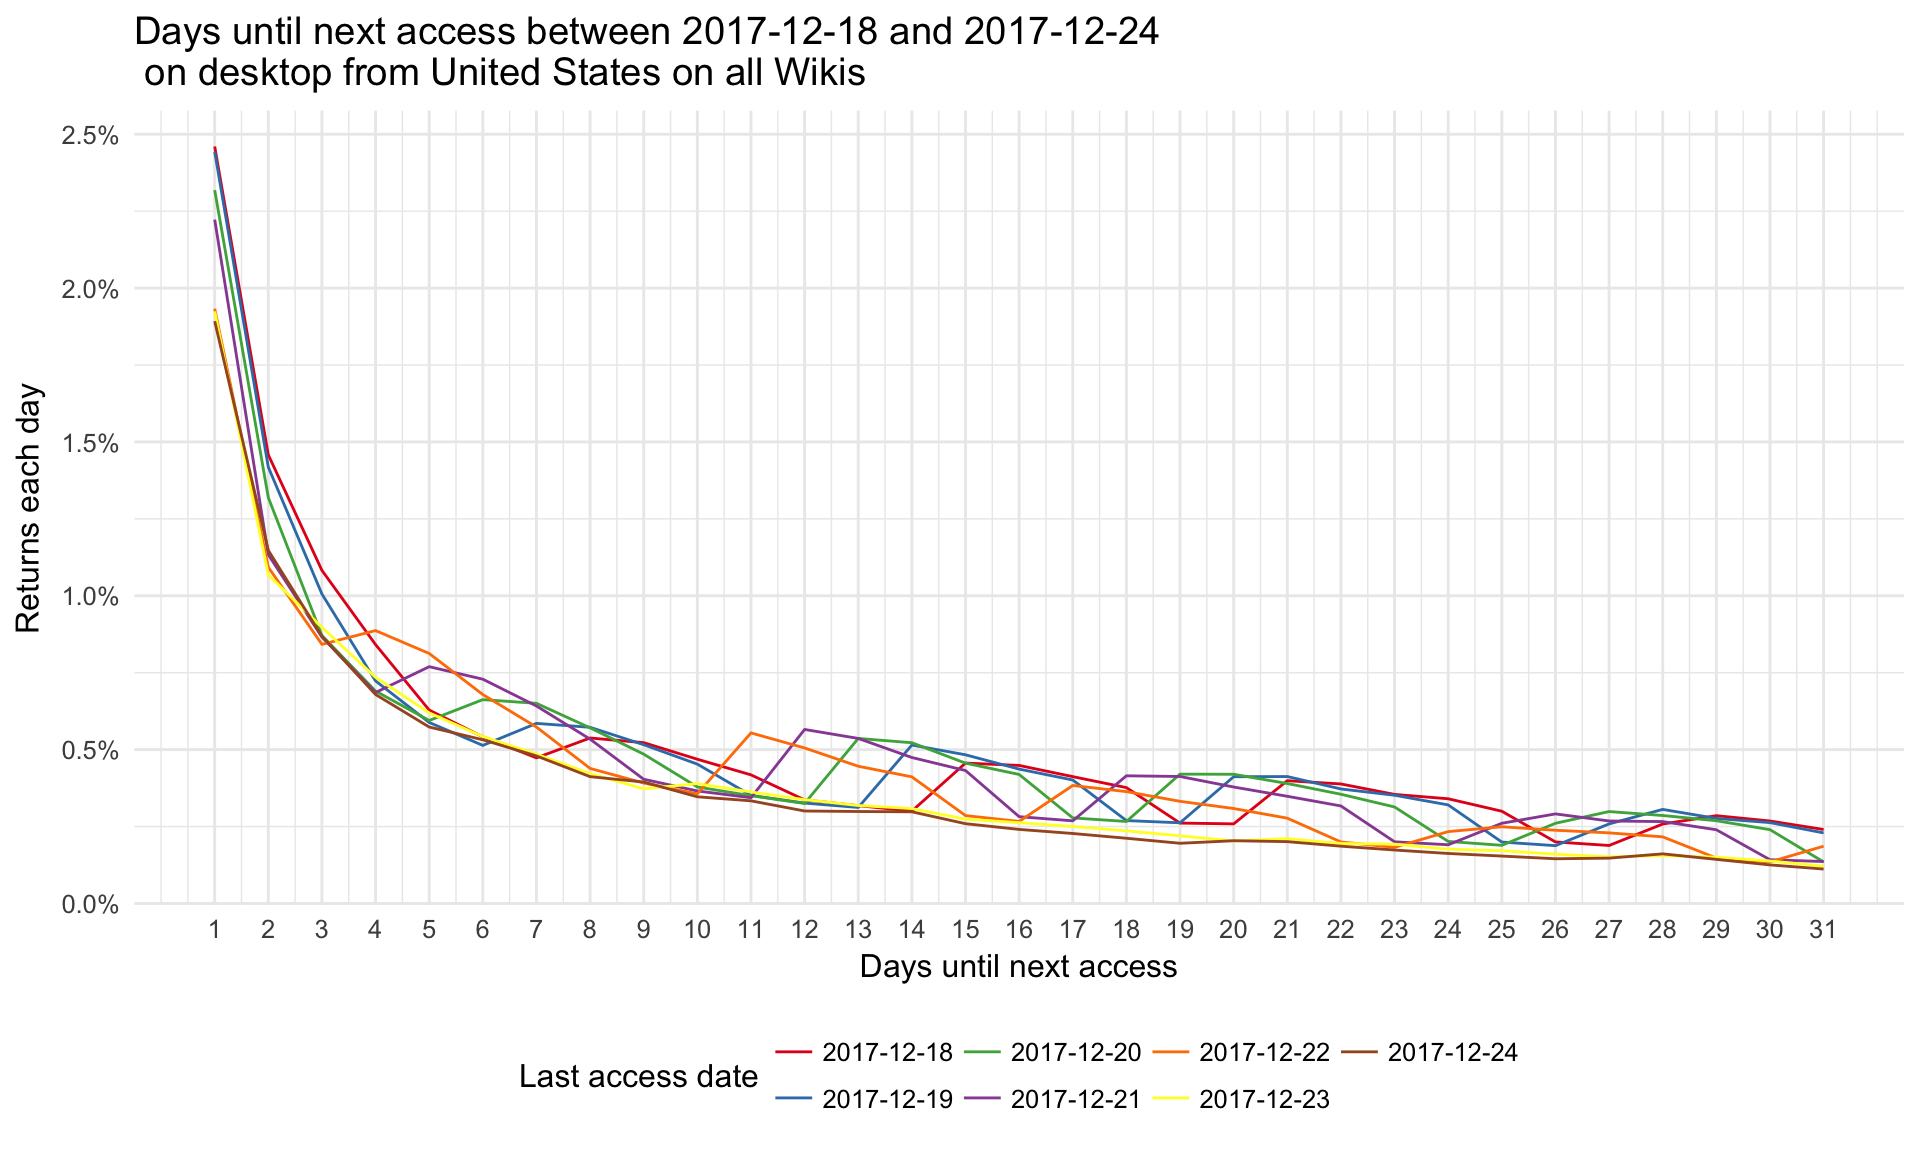 Days until next access between 2017-12-18 and 2017-12-24
on desktop from United States on all Wikis
2.5%
2.0%
1.5%
1.0%
0.5%
0.0%
Returns each day
1 2 3 4 5 6 7 8 9 10 11 12 13 14 15 16 17 18 19 20 21 22 23 24 25 26 27 28 29 30 31
Days until next access
Last access date
2017-12-18 2017-12-20 2017-12-22 2017-12-24
2017-12-19 2017-12-21 2017-12-23